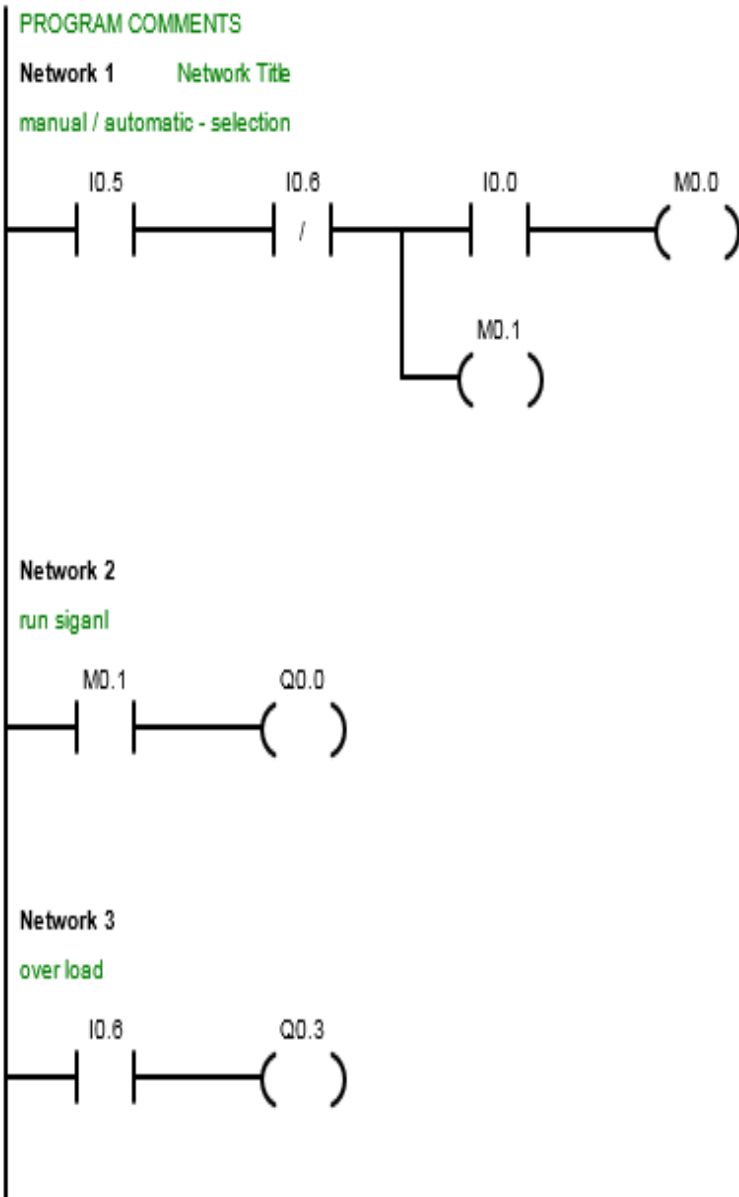 PROGRAM COMMENTS
Network 1 Network Title
manual / automatic - selection
I0.5 I0.6 I0.0 M0.0
/
M0.1
Network 2
run siganl
M0.1 Q0.0
Network 3
over load
I0.6 Q0.3